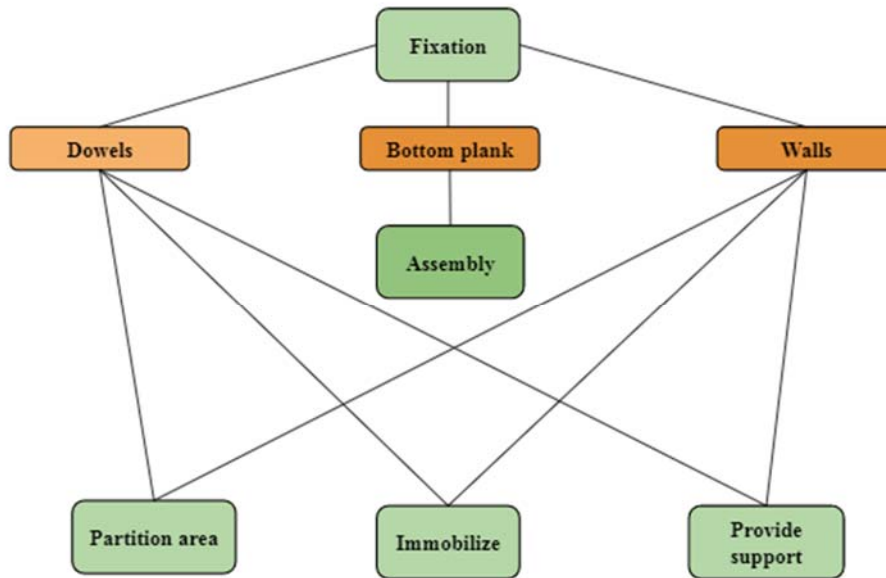 Fixation
Dowels
Bottom plank
Walls
Assembly
Partition area
Immobilize
Provide
support